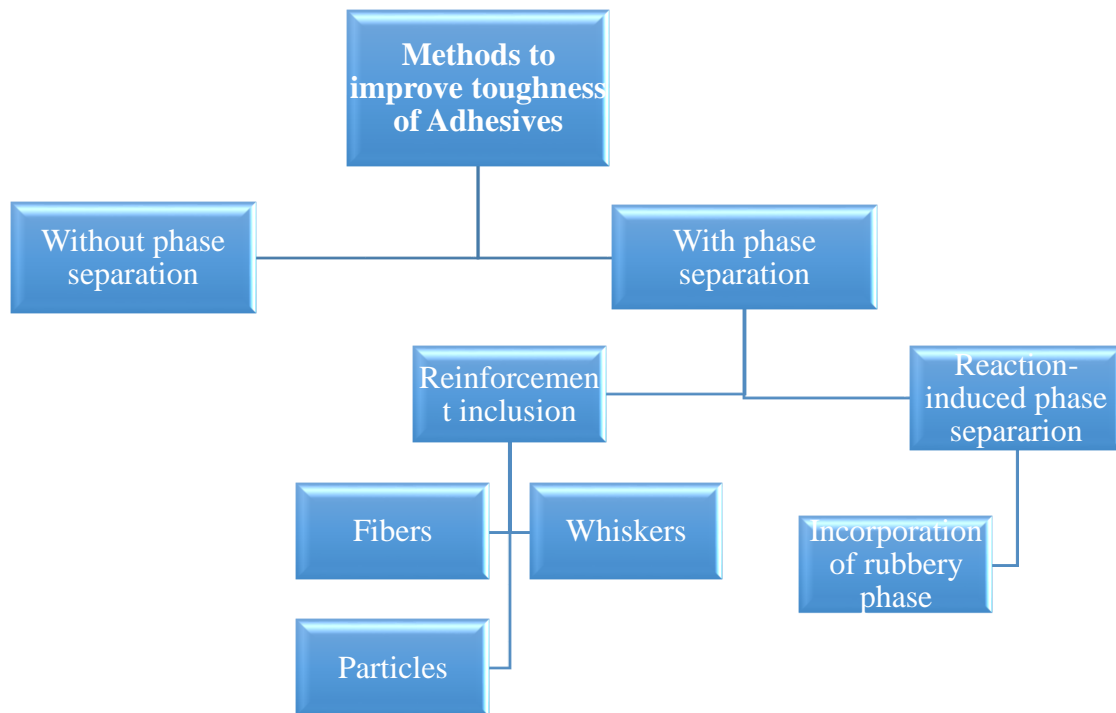 Methods to
improve toughness
of Adhesives
Without phase
separation
With phase
separation
Reinforcemen
t inclusion
Reaction-
induced phase
separarion
Fibers
Whiskers
Incorporation
of rubbery
phase
Particles